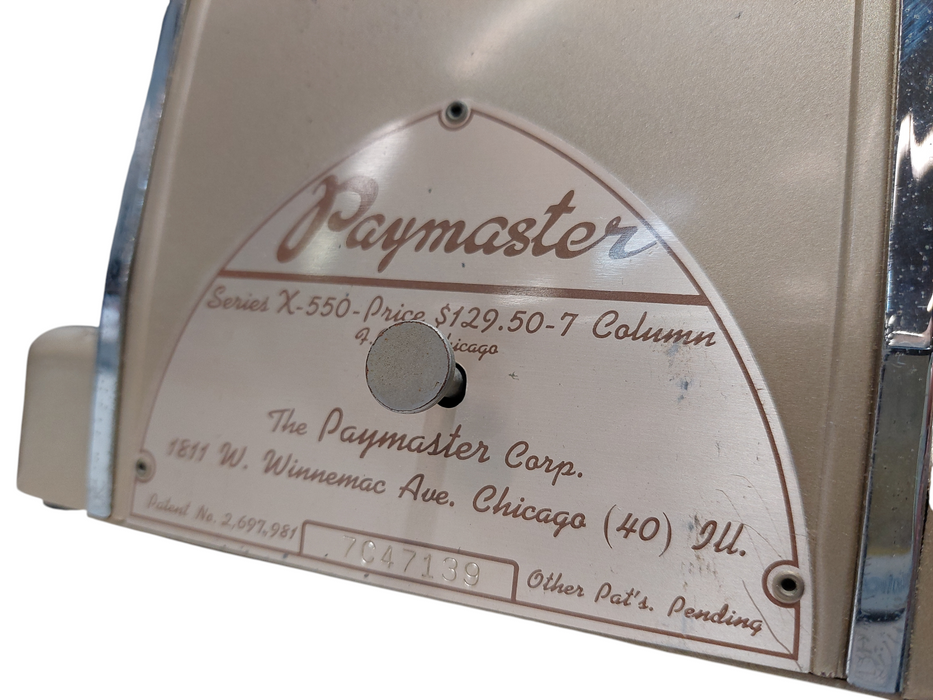 Paymaster
Series X-550-Price $129.50-7 Column
The Paymaster Corp.
1811 W. Winnemac Ave. Chicago (40) Ill.
Patent No. 2,697,981
7C47139
Other Pat's. Pending